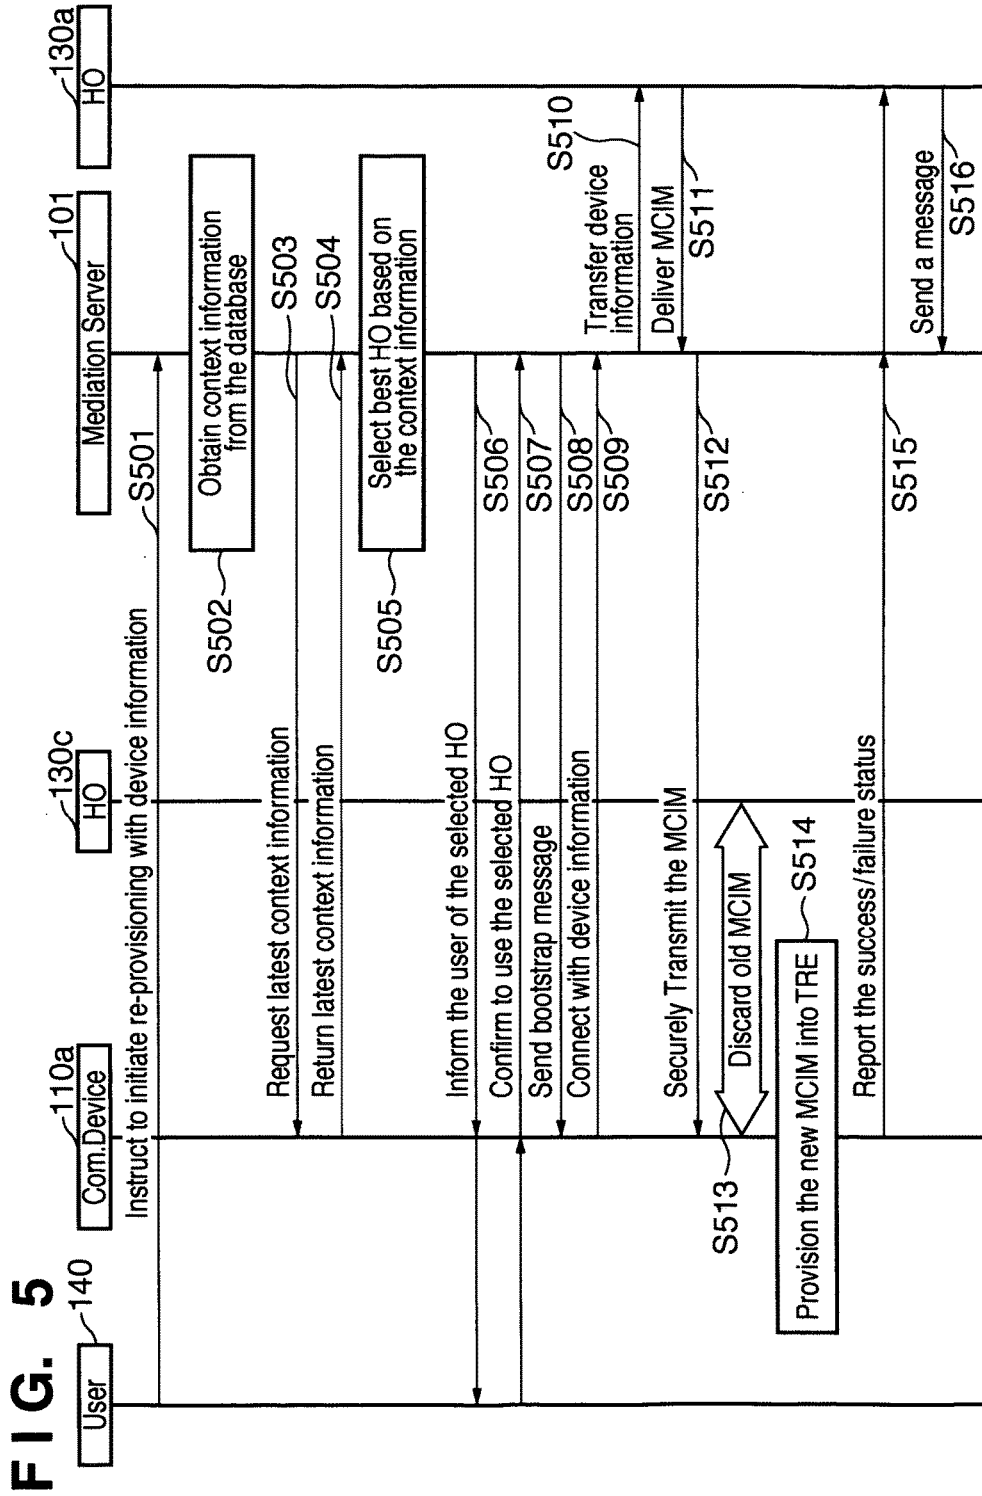 FIG. 5
User
140
Com.Device
110a
HO
130c
Mediation Server
101
HO
130a
Instruct to initiate re-provisioning with device information
S501
Obtain context information
from the database
S502
Request latest context information
S503
Return latest context information
S504
Select best HO based on
the context information
S505
Inform the user of the selected HO
S506
Confirm to use the selected HO
S507
Send bootstrap message
S508
Connect with device information
S509
Transfer device
information
S510
Deliver MCIM
S511
Securely Transmit the MCIM
S512
Discard old MCIM
S513
Provision the new MCIM into TRE
S514
Report the success/failure status
S515
Send a message
S516